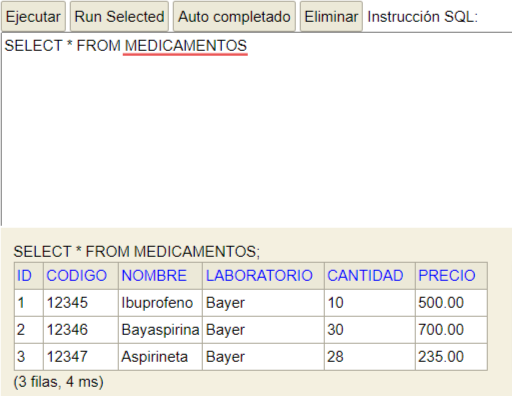 Ejecutar Run Selected Auto completado Eliminar Instrucción SQL:
SELECT * FROM MEDICAMENTOS
SELECT * FROM MEDICAMENTOS;
ID CODIGO NOMBRE LABORATORIO CANTIDAD PRECIO
1 12345 Ibuprofeno Bayer 10 500.00
2 12346 Bayaspirina Bayer 30 700.00
3 12347 Aspirineta Bayer 28 235.00
(3 filas, 4 ms)